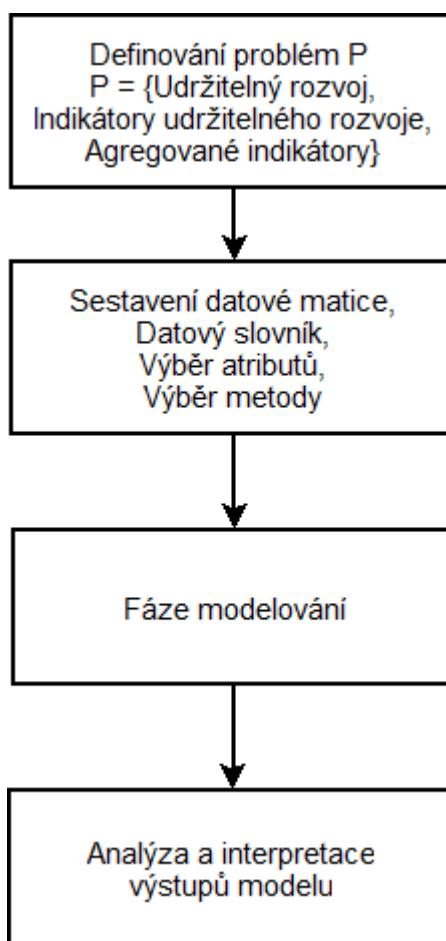 Definování problém P
P = {Udržitelný rozvoj,
Indikátory udržitelného rozvoje,
Agregované indikátory}
Sestavení datové matice,
Datový slovník,
Výběr atributů,
Výběr metody
Fáze modelování
Analýza a interpretace
výstupů modelu